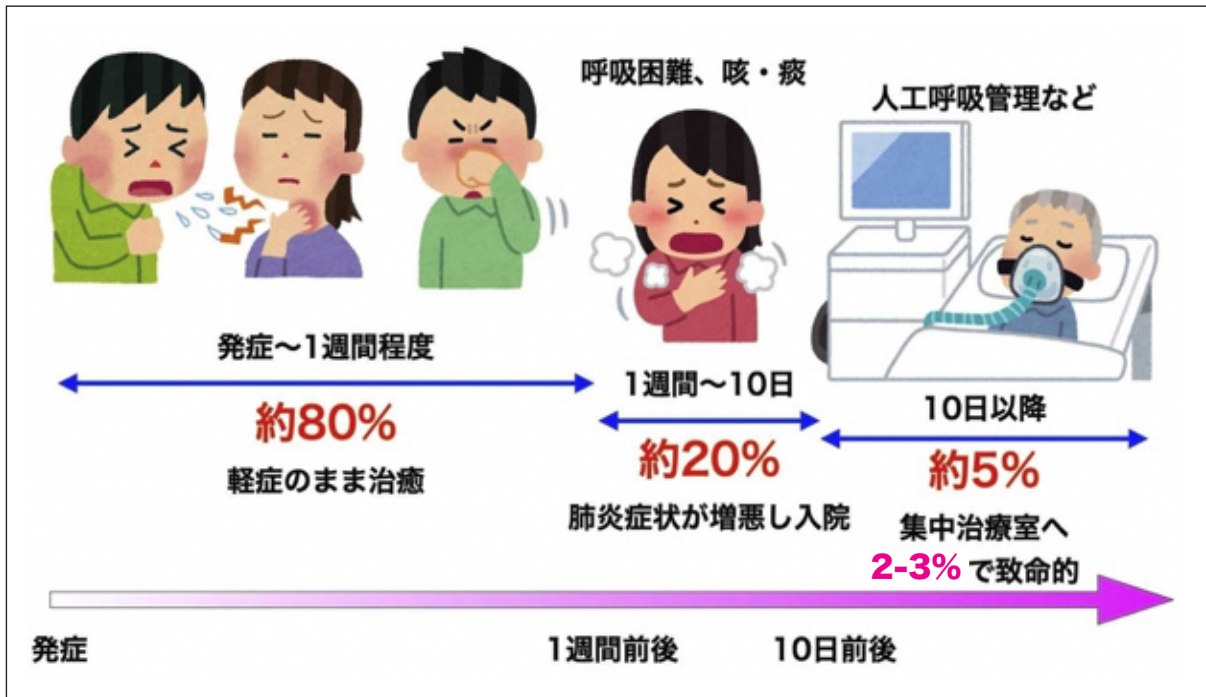 呼吸困難、咳・痰
人工呼吸管理など
発症〜1週間程度
約80%
軽症のまま治癒
1週間〜10日
約20%
肺炎症状が増悪し入院
10日以降
約5%
集中治療室へ
2-3% で致命的
発症
1週間前後
10日前後